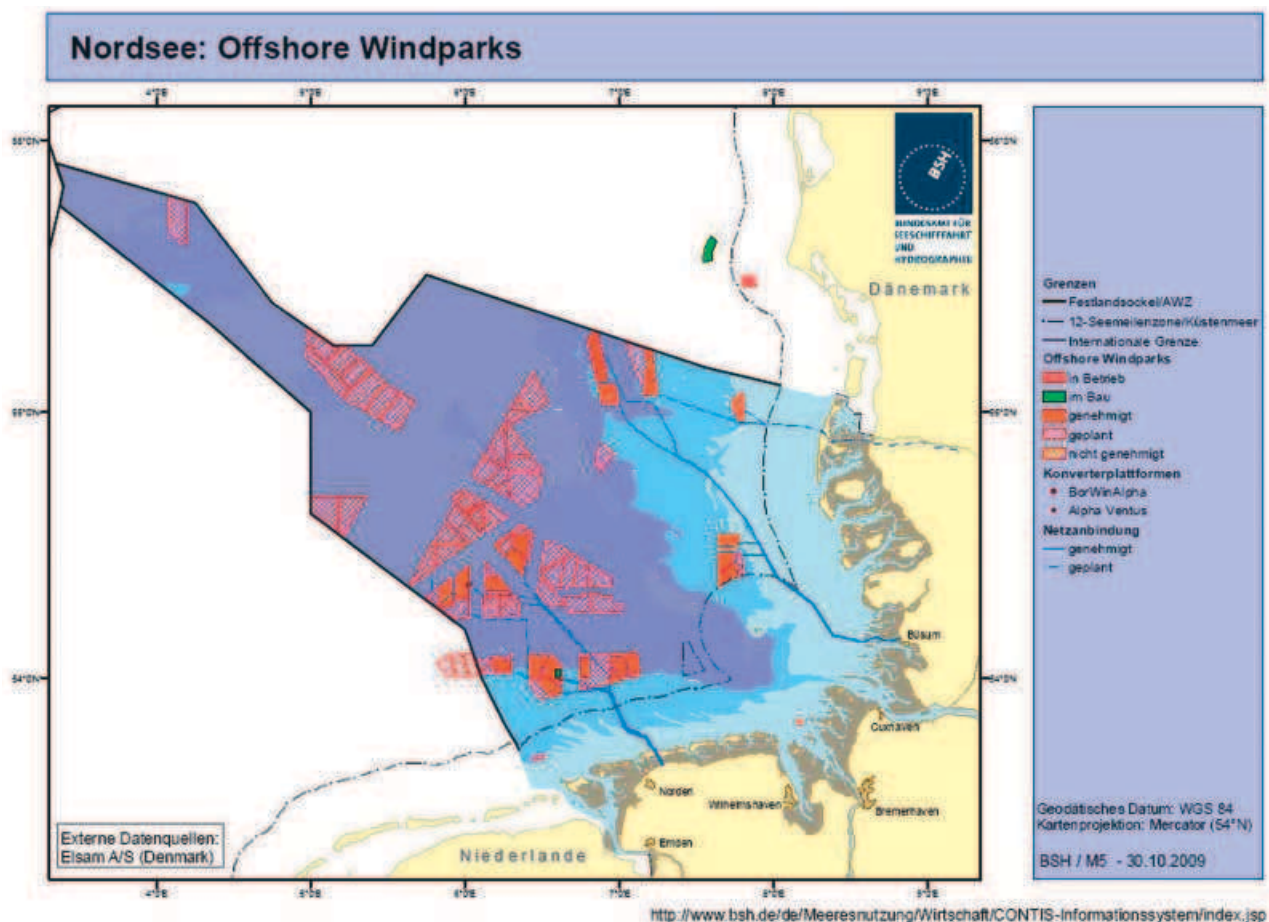 Nordsee: Offshore Windparks
BSH
BUNDESAMT FÜR
SEESCHIFFFAHRT
UND
HYDROGRAPHIE
Dänemark
Büsum
Cuxhaven
Norden
Wilhelmshaven
Bremerhaven
Emden
Niederlande
Externe Datenquellen:
Elsam A/S (Denmark)
Grenzen
Festlandsockel/AWZ
12-Seemeilenzone/Küstenmeer
Internationale Grenze
Offshore Windparks
in Betrieb
im Bau
genehmigt
geplant
nicht genehmigt
Konverterplattformen
BorWinAlpha
Alpha Ventus
Netzanbindung
genehmigt
geplant
Geodätisches Datum: WGS 84
Kartenprojektion: Mercator (54°N)
BSH / M5 - 30.10.2009
http://www.bsh.de/de/Meeresnutzung/Wirtschaft/CONTIS-Informationssystem/index.jsp